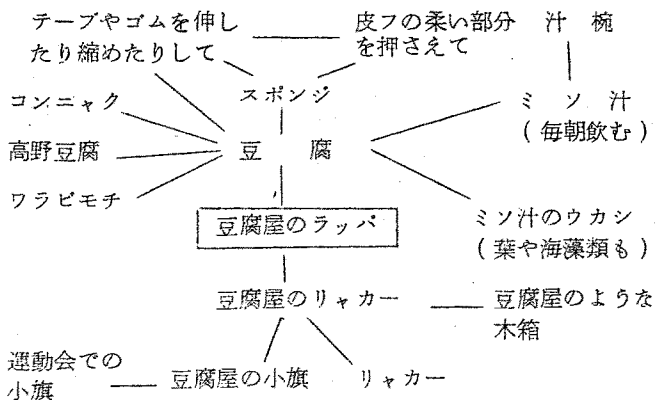 テープやゴムを伸し
たり縮めたりして
皮フの柔い部分
を押さえて
汁 椀
コンニャク
スポンジ
ミ ソ 汁
(毎朝飲む)
高野豆腐
豆 腐
ワラビモチ
豆腐屋のラッパ
ミソ汁のウカシ
(葉や海藻類も)
豆腐屋のリャカー
豆腐屋のような
木箱
運動会での
小旗
豆腐屋の小旗
リャカー